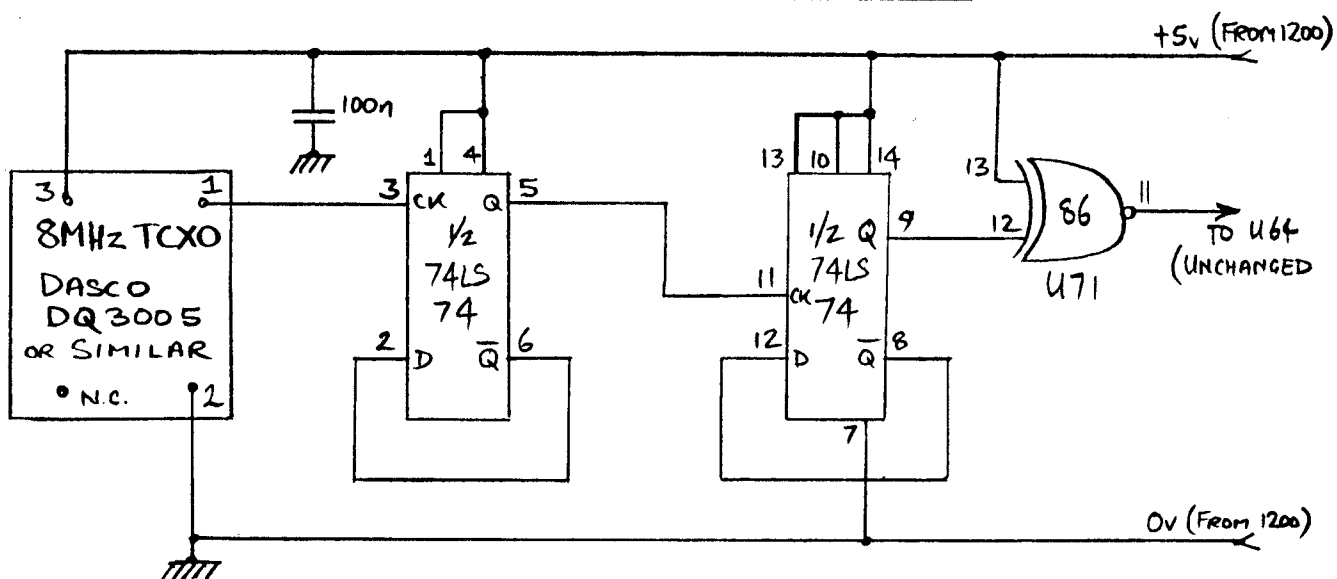 +5v (FROM 1200)
100n
3
1
8MHz TCXO
DASCO
DQ3005
OR SIMILAR
N.C.
2
1
4
3
CK
Q
5
1/2
74LS
74
2
D
Q̅
6
13
10
14
11
CK
Q
9
1/2
74LS
74
12
D
Q̅
8
7
13
12
86
11
U71
TO U64
(UNCHANGED
0v (FROM 1200)